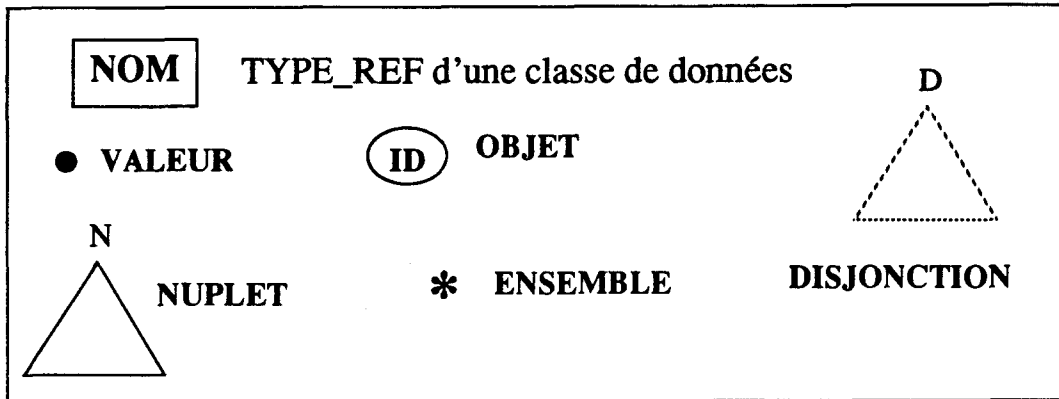 NOM TYPE_REF d'une classe de données
D
● VALEUR ID OBJET
N
NUPLET * ENSEMBLE DISJONCTION